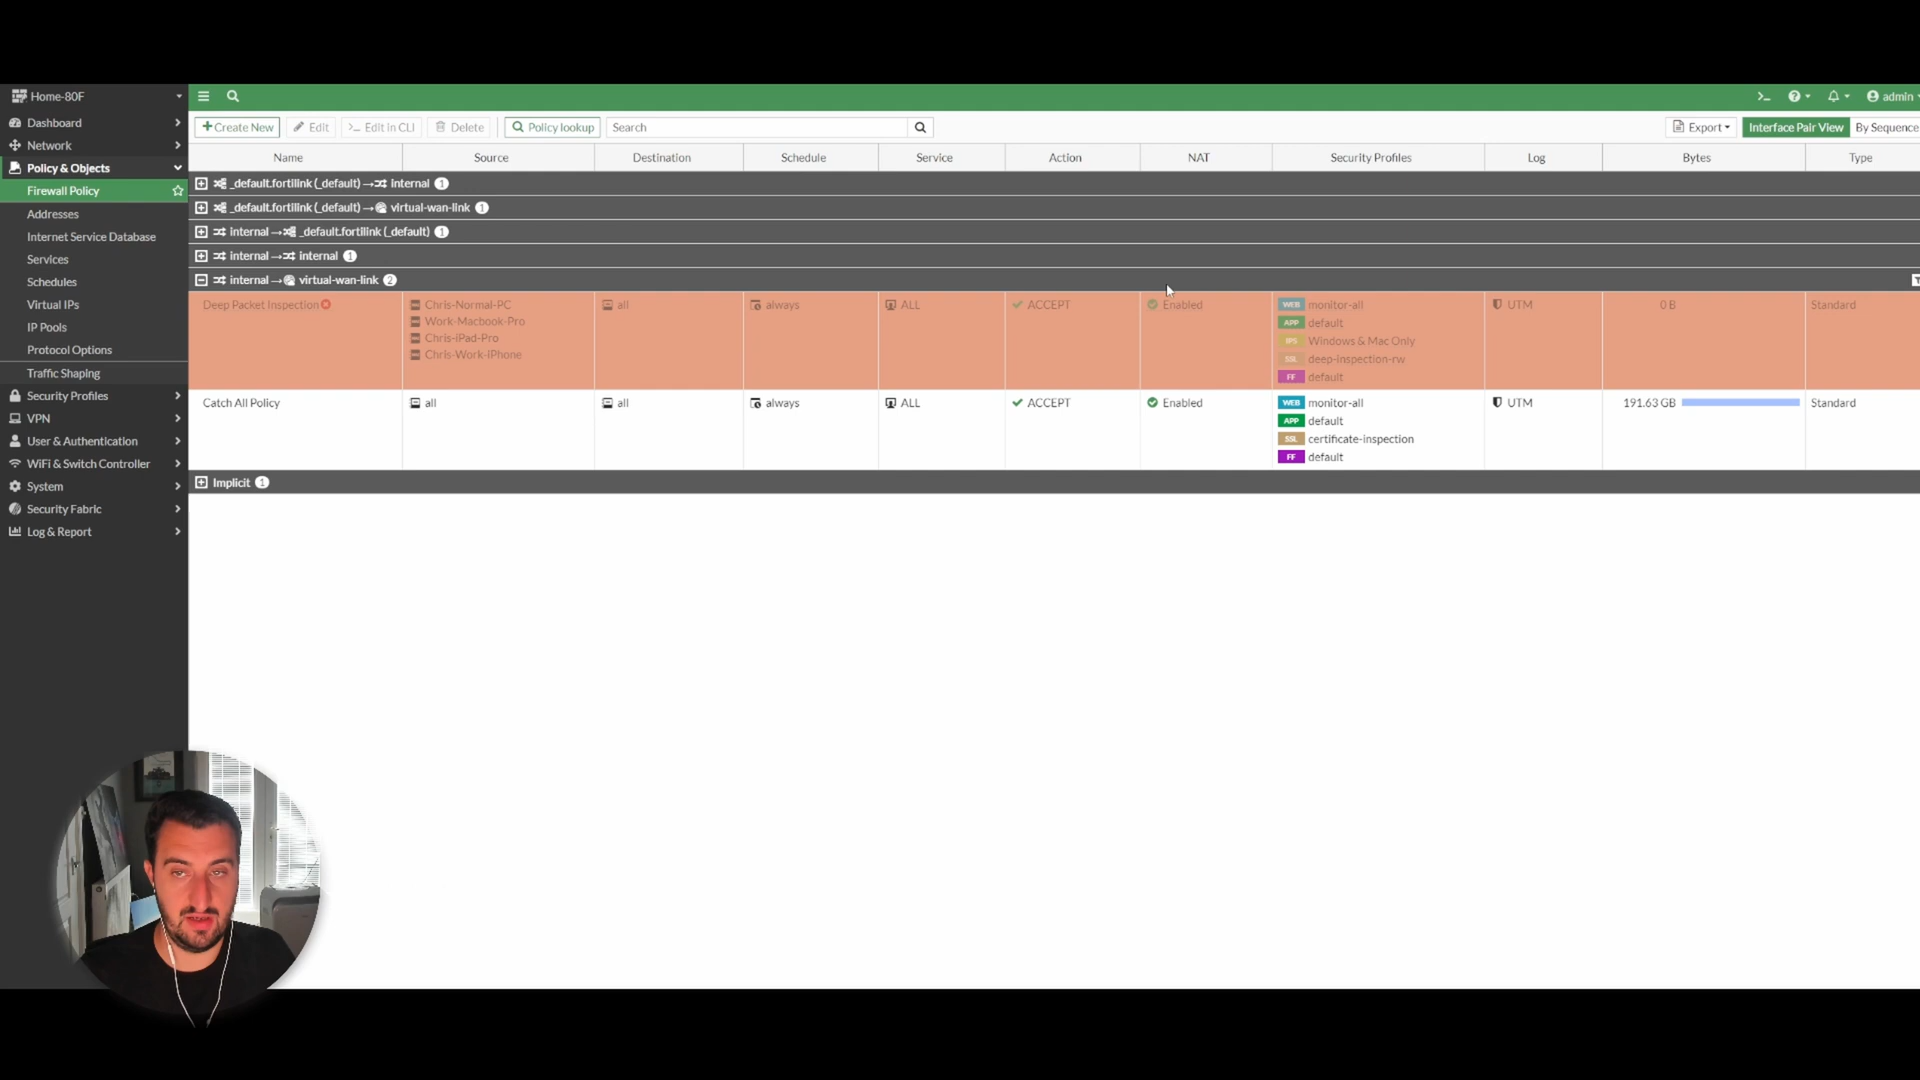 Home-80F
>_ admin
Dashboard
Network
Policy & Objects
Firewall Policy
Addresses
Internet Service Database
Services
Schedules
Virtual IPs
IP Pools
Protocol Options
Traffic Shaping
Security Profiles
VPN
User & Authentication
WiFi & Switch Controller
System
Security Fabric
Log & Report
+Create New Edit >_ Edit in CLI Delete Policy lookup Search Export Interface Pair View By Sequence
Name Source Destination Schedule Service Action NAT Security Profiles Log Bytes Type
_default.fortilink (_default) → internal 1
_default.fortilink (_default) → virtual-wan-link 1
internal → _default.fortilink (_default) 1
internal → internal 1
internal → virtual-wan-link 2
Deep Packet Inspection Chris-Normal-PC all always ALL ACCEPT Enabled WEB monitor-all UTM 0 B Standard
Work-Macbook-Pro APP default
Chris-iPad-Pro IPS Windows & Mac Only
Chris-Work-iPhone SSL deep-inspection-rw
FF default
Catch All Policy all all always ALL ACCEPT Enabled WEB monitor-all UTM 191.63 GB Standard
APP default
SSL certificate-inspection
FF default
Implicit 1